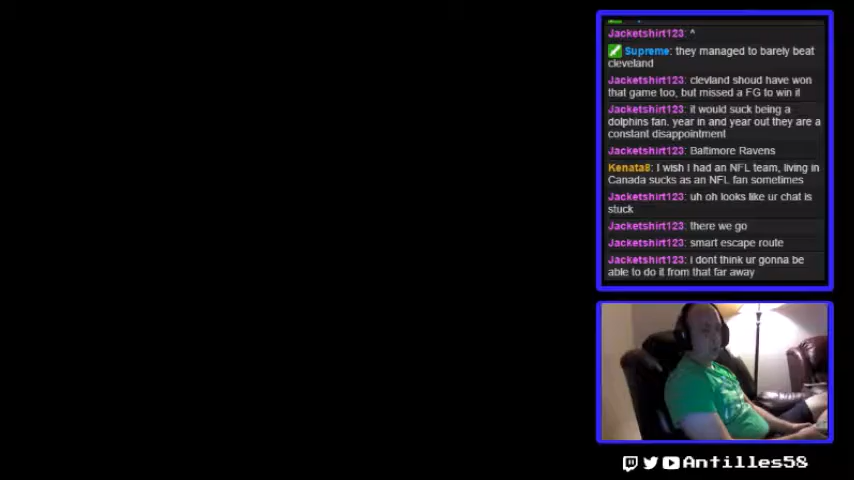 Jacketshirt123: ^
Supreme: they managed to barely beat
cleveland
Jacketshirt123: clevland shoud have won
that game too, but missed a FG to win it
Jacketshirt123: it would suck being a
dolphins fan. year in and year out they are a
constant disappointment
Jacketshirt123: Baltimore Ravens
Kenata8: I wish I had an NFL team, living in
Canada sucks as an NFL fan sometimes
Jacketshirt123: uh oh looks like ur chat is
stuck
Jacketshirt123: there we go
Jacketshirt123: smart escape route
Jacketshirt123: i dont think ur gonna be
able to do it from that far away
Antilles58